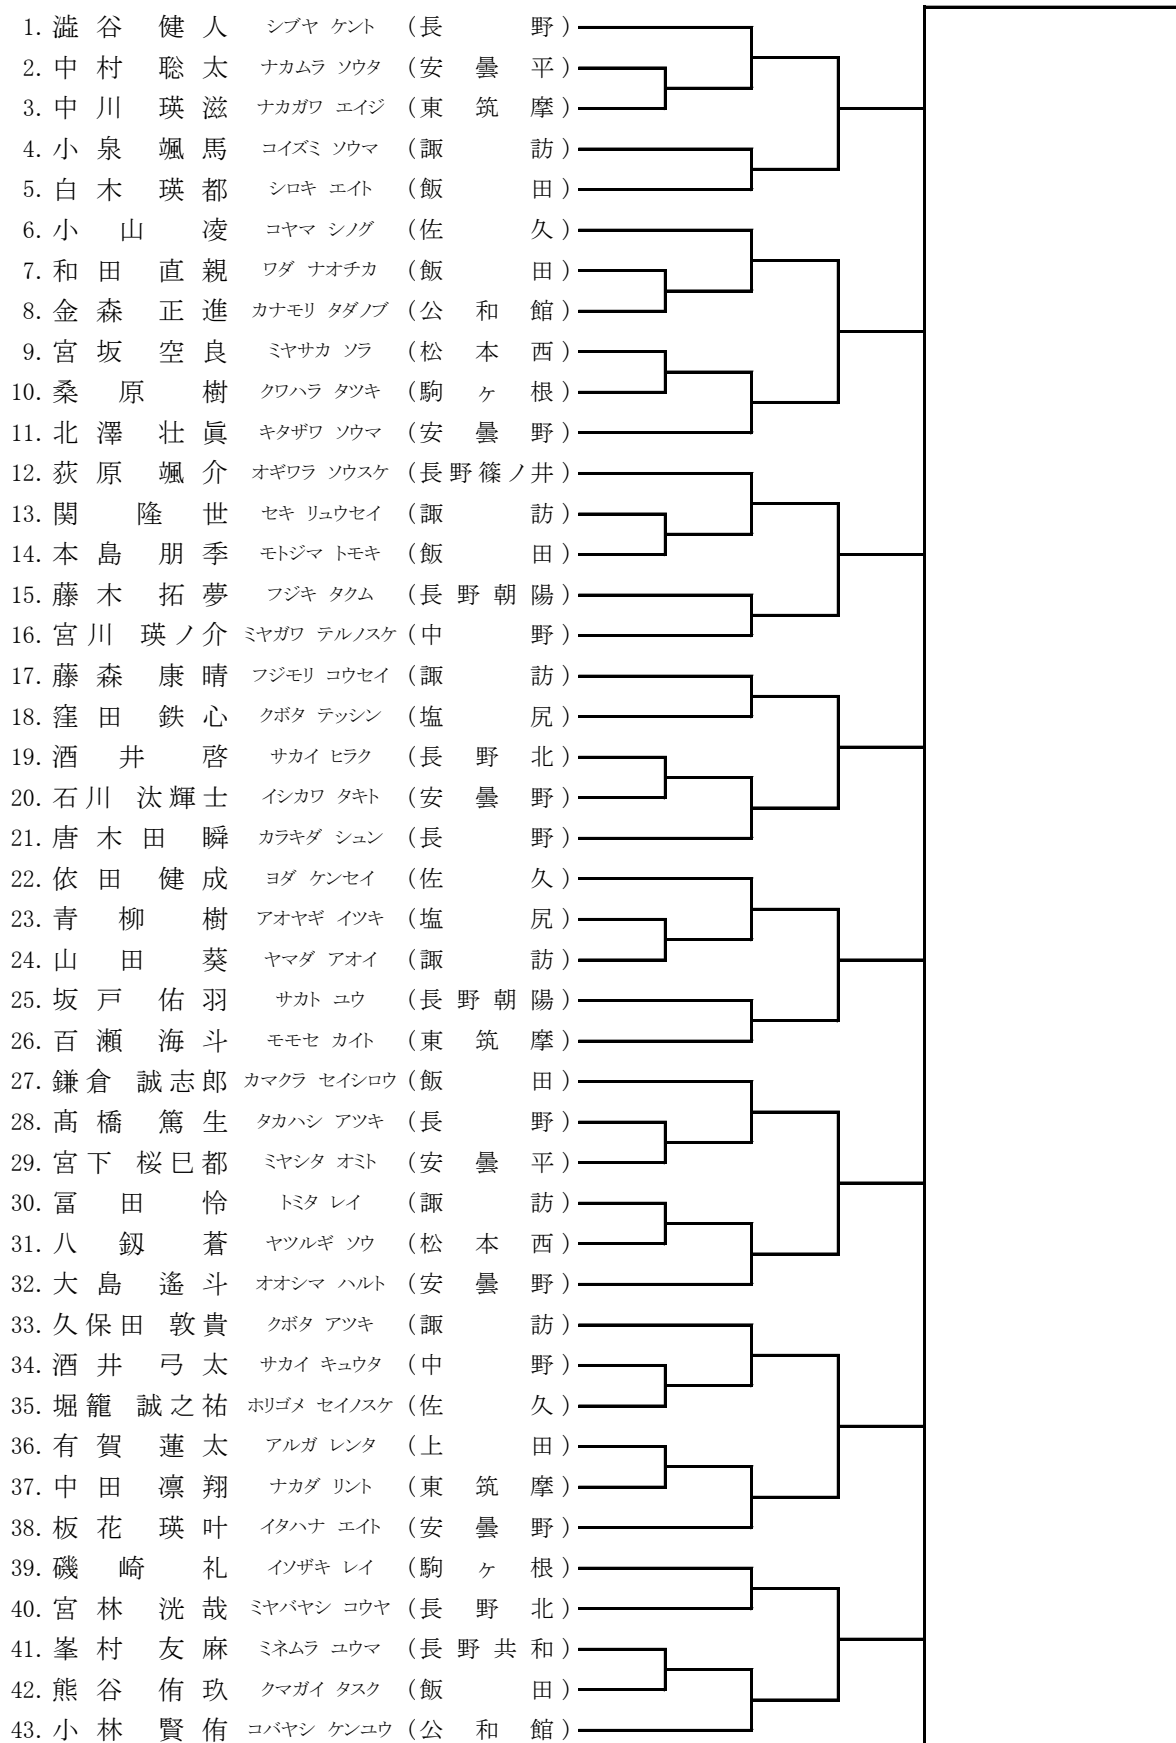 1. 澁谷 健人 シブヤ ケント (長野)
2. 中村 聡太 ナカムラ ソウタ (安曇平)
3. 中川 瑛滋 ナカガワ エイジ (東筑摩)
4. 小泉 颯馬 コイズミ ソウマ (諏訪)
5. 白木 瑛都 シロキ エイト (飯田)
6. 小山 凌 コヤマ シノグ (佐久)
7. 和田 直親 ワダ ナオチカ (飯田)
8. 金森 正進 カナモリ タダノブ (公和館)
9. 宮坂 空良 ミヤサカ ソラ (松本西)
10. 桑原 樹 クワハラ タツキ (駒ヶ根)
11. 北澤 壮眞 キタザワ ソウマ (安曇野)
12. 荻原 颯介 オギワラ ソウスケ (長野篠ノ井)
13. 関 隆世 セキ リュウセイ (諏訪)
14. 本島 朋季 モトジマ トモキ (飯田)
15. 藤木 拓夢 フジキ タクム (長野朝陽)
16. 宮川 瑛ノ介 ミヤガワ テルノスケ (中野)
17. 藤森 康晴 フジモリ コウセイ (諏訪)
18. 窪田 鉄心 クボタ テッシン (塩尻)
19. 酒井 啓 サカイ ヒラク (長野北)
20. 石川 汰輝士 イシカワ タキト (安曇野)
21. 唐木田 瞬 カラキダ シュン (長野)
22. 依田 健成 ヨダ ケンセイ (佐久)
23. 青柳 樹 アオヤギ イツキ (塩尻)
24. 山田 葵 ヤマダ アオイ (諏訪)
25. 坂戸 佑羽 サカト ユウ (長野朝陽)
26. 百瀬 海斗 モモセ カイト (東筑摩)
27. 鎌倉 誠志郎 カマクラ セイシロウ (飯田)
28. 髙橋 篤生 タカハシ アツキ (長野)
29. 宮下 桜巳都 ミヤシタ オミト (安曇平)
30. 冨田 怜 トミタ レイ (諏訪)
31. 八釼 蒼 ヤツルギ ソウ (松本西)
32. 大島 遙斗 オオシマ ハルト (安曇野)
33. 久保田 敦貴 クボタ アツキ (諏訪)
34. 酒井 弓太 サカイ キュウタ (中野)
35. 堀籠 誠之祐 ホリゴメ セイノスケ (佐久)
36. 有賀 蓮太 アルガ レンタ (上田)
37. 中田 凛翔 ナカダ リント (東筑摩)
38. 板花 瑛叶 イタハナ エイト (安曇野)
39. 磯崎 礼 イソザキ レイ (駒ヶ根)
40. 宮林 洸哉 ミヤバヤシ コウヤ (長野北)
41. 峯村 友麻 ミネムラ ユウマ (長野共和)
42. 熊谷 侑玖 クマガイ タスク (飯田)
43. 小林 賢侑 コバヤシ ケンユウ (公和館)